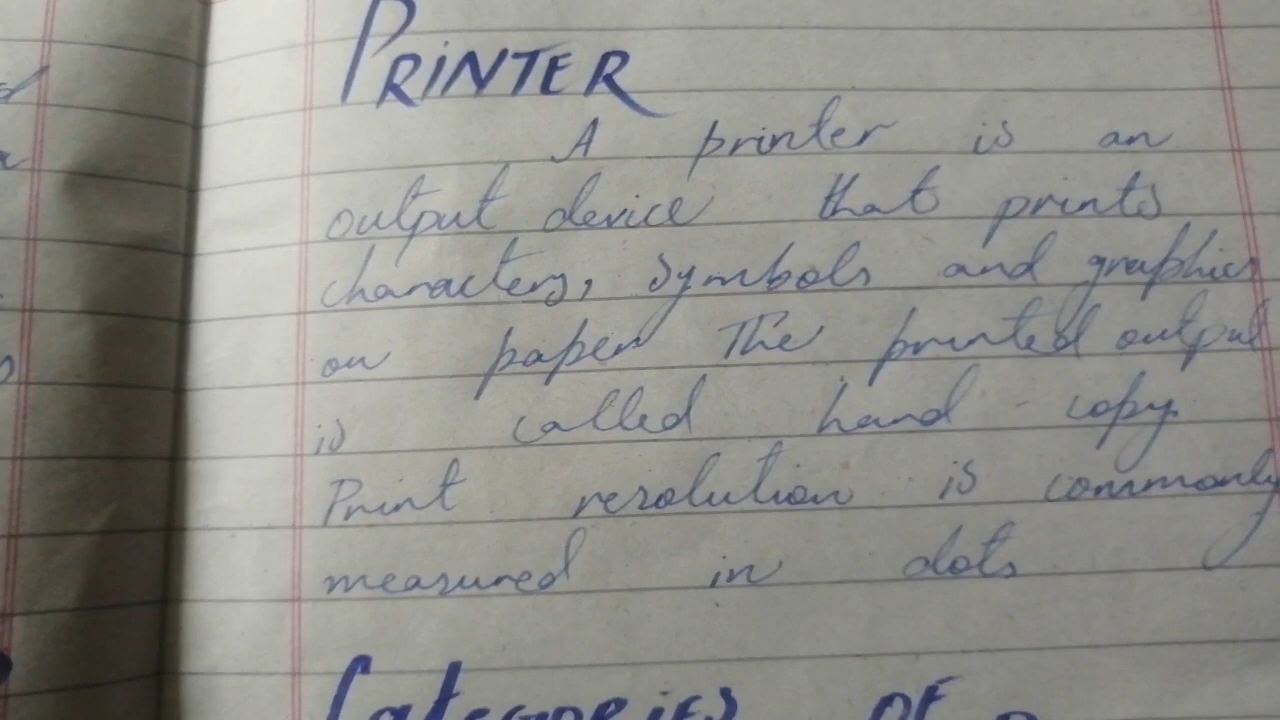 PRINTER
A printer is an
output device that prints
characters, symbols and graphics
on paper The printed output
is called hard - copy.
Print resolution is commonly
measured in dots
CATEGORIES OF